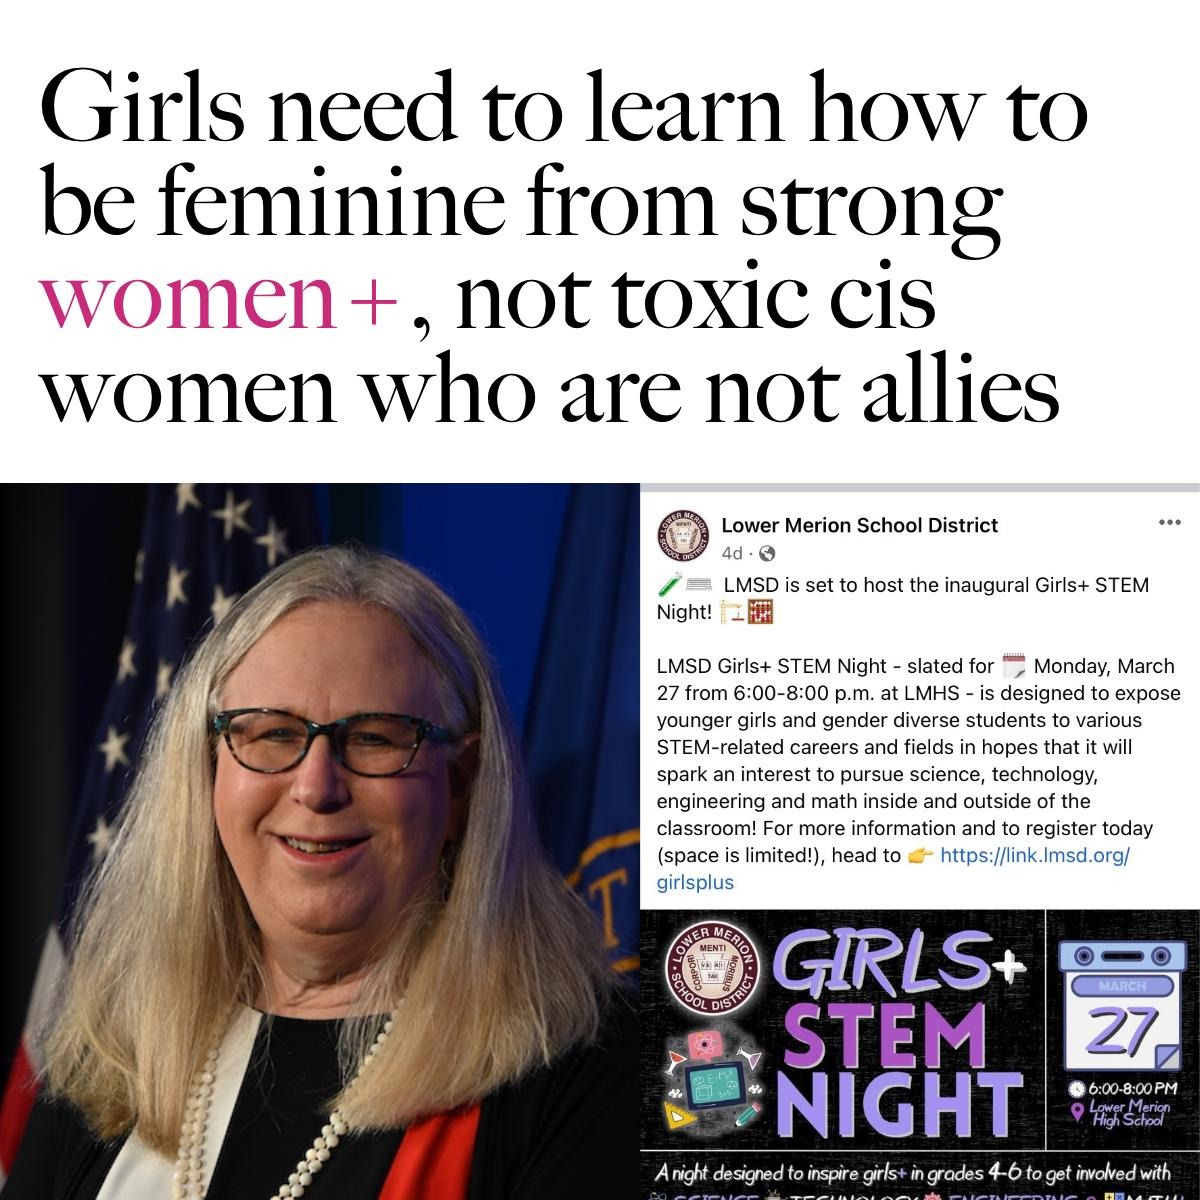 Girls need to learn how to
be feminine from strong
women+, not toxic cis
women who are not allies
Lower Merion School District
4d ·
🧪⌨️ LMSD is set to host the inaugural Girls+ STEM
Night! 🏗️🧮
LMSD Girls+ STEM Night - slated for 🗓️ Monday, March
27 from 6:00-8:00 p.m. at LMHS - is designed to expose
younger girls and gender diverse students to various
STEM-related careers and fields in hopes that it will
spark an interest to pursue science, technology,
engineering and math inside and outside of the
classroom! For more information and to register today
(space is limited!), head to 👉 https://link.lmsd.org/
girlsplus
LOWER MERION
SCHOOL DISTRICT
MENTI
CORPORI
MORIBUS
GIRLS+
STEM
NIGHT
MARCH
27
6:00-8:00 PM
Lower Merion
High School
A night designed to inspire girls+ in grades 4-6 to get involved with